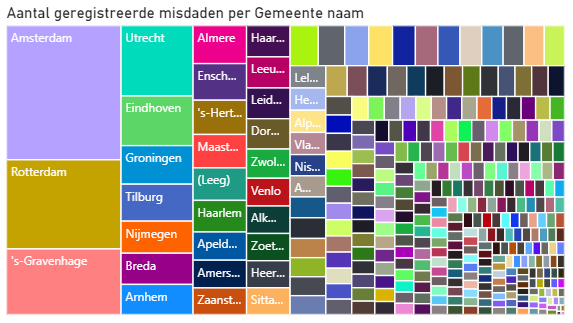 Aantal geregistreerde misdaden per Gemeente naam
Amsterdam
Rotterdam
's-Gravenhage
Utrecht
Eindhoven
Groningen
Tilburg
Nijmegen
Breda
Arnhem
Almere
Ensch...
's-Hert...
Maast...
(Leeg)
Haarlem
Apeld...
Amers...
Zaanst...
Haar...
Leeu...
Leid...
Dor...
Zwol...
Venlo
Alk...
Zoet...
Heer...
Sitta...
Lel...
He...
Alp...
Vla...
Nis...
A...